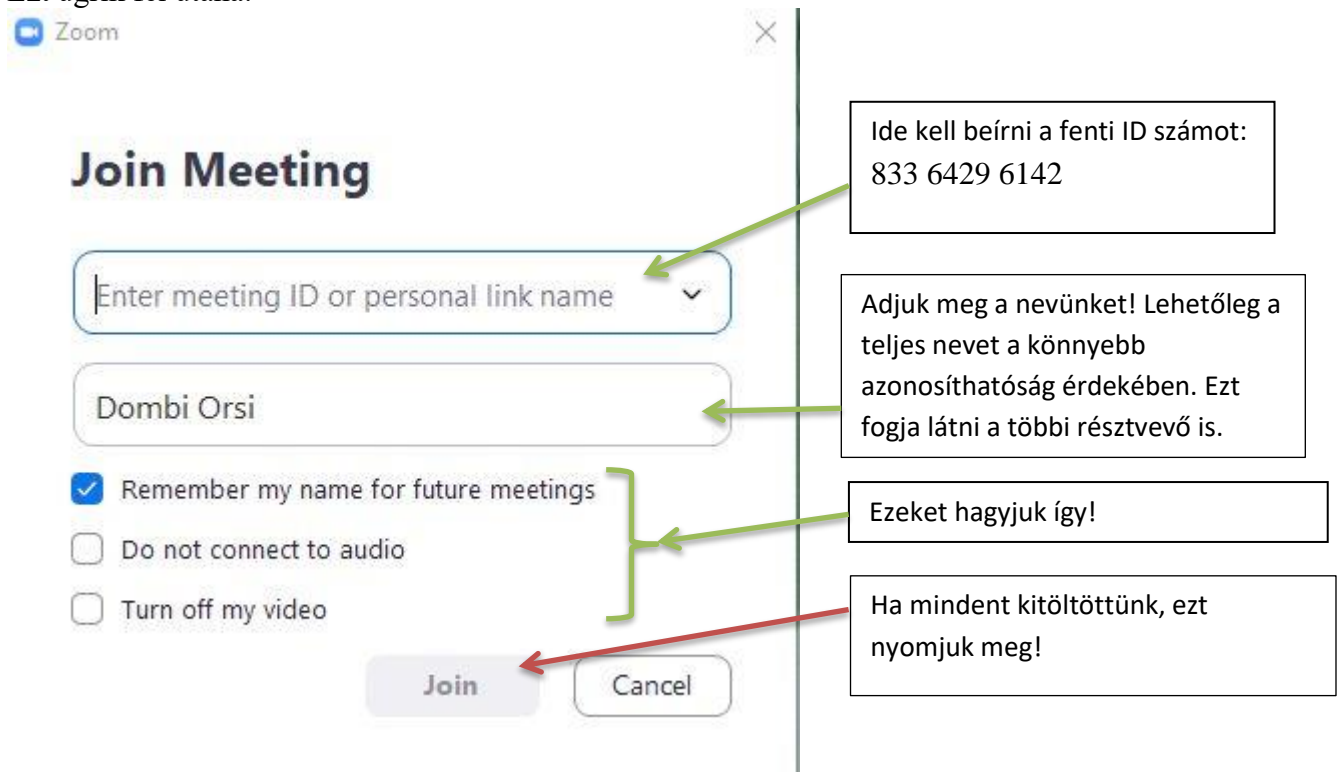 Zoom
Join Meeting
Enter meeting ID or personal link name
Dombi Orsi
Remember my name for future meetings
Do not connect to audio
Turn off my video
Join
Cancel
Ide kell beírni a fenti ID számot:
833 6429 6142
Adjuk meg a nevünket! Lehetőleg a
teljes nevet a könnyebb
azonosíthatóság érdekében. Ezt
fogja látni a többi résztvevő is.
Ezeket hagyjuk így!
Ha mindent kitöltöttünk, ezt
nyomjuk meg!